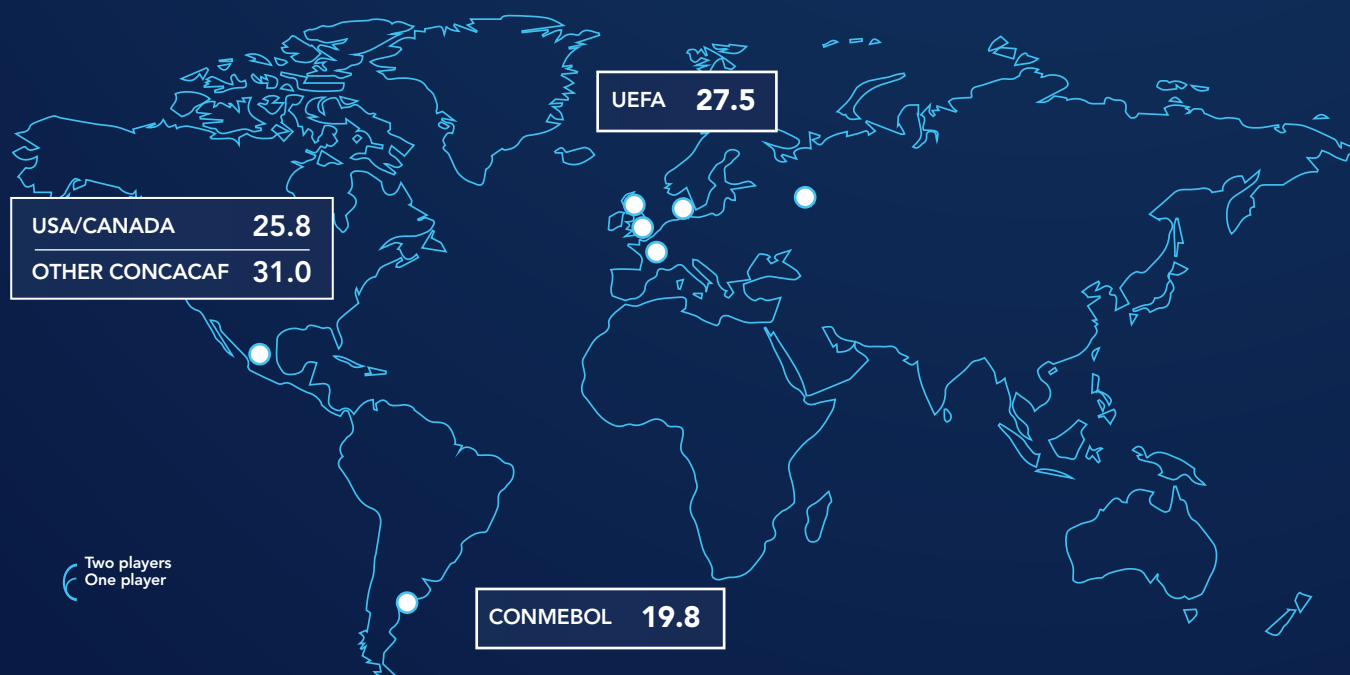 UEFA 27.5
USA/CANADA 25.8
OTHER CONCACAF 31.0
Two players
One player
CONMEBOL 19.8